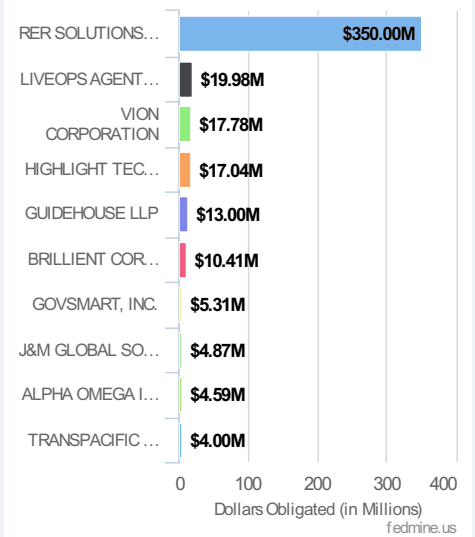 RER SOLUTIONS… $350.00M
LIVEOPS AGENT… $19.98M
VION
CORPORATION $17.78M
HIGHLIGHT TEC… $17.04M
GUIDEHOUSE LLP $13.00M
BRILLIENT COR… $10.41M
GOVSMART, INC. $5.31M
J&M GLOBAL SO… $4.87M
ALPHA OMEGA I… $4.59M
TRANSPACIFIC … $4.00M
0 100 200 300 400
Dollars Obligated (in Millions)
fedmine.us